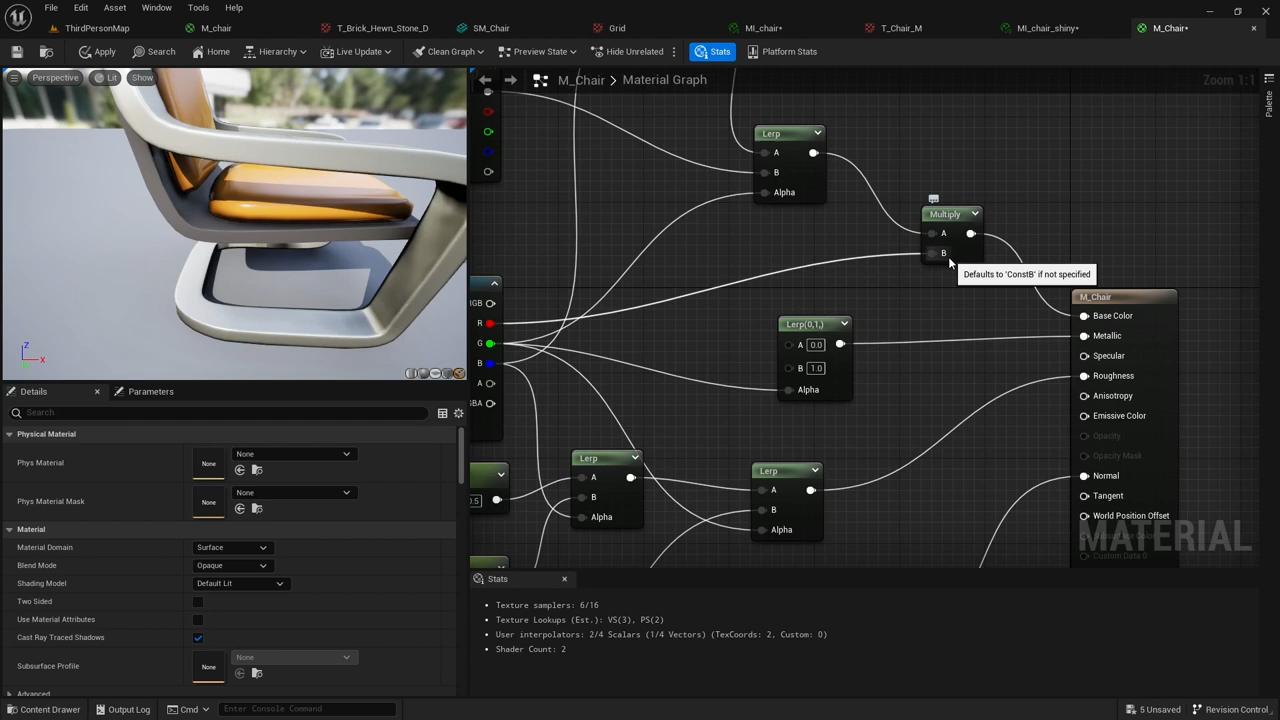 File Edit Asset Window Tools Help
ThirdPersonMap M_chair T_Brick_Hewn_Stone_D SM_Chair Grid MI_chair* T_Chair_M MI_chair_shiny* M_Chair*
Apply Search Home Hierarchy Live Update Clean Graph Preview State Hide Unrelated Stats Platform Stats
Perspective Lit Show
M_Chair > Material Graph
Zoom 1:1
Palette
Lerp
A
B
Alpha
Multiply
A
B
Defaults to 'ConstB' if not specified
M_Chair
Base Color
Metallic
Specular
Roughness
Anisotropy
Emissive Color
Opacity
Opacity Mask
Normal
Tangent
World Position Offset
Custom Data 0
MATERIAL
RGB
R
G
B
A
RGBA
Lerp(0,1,)
A 0.0
B 1.0
Alpha
Lerp
A
B
Alpha
Lerp
A
B
Alpha
0.5
Z
X
Details Parameters
Search
Physical Material
Phys Material None None
Phys Material Mask None None
Material
Material Domain Surface
Blend Mode Opaque
Shading Model Default Lit
Two Sided
Use Material Attributes
Cast Ray Traced Shadows
Subsurface Profile None None
Advanced
Stats
Texture samplers: 6/16
Texture Lookups (Est.): VS(3), PS(2)
User interpolators: 2/4 Scalars (1/4 Vectors) (TexCoords: 2, Custom: 0)
Shader Count: 2
Content Drawer Output Log Cmd Enter Console Command 5 Unsaved Revision Control